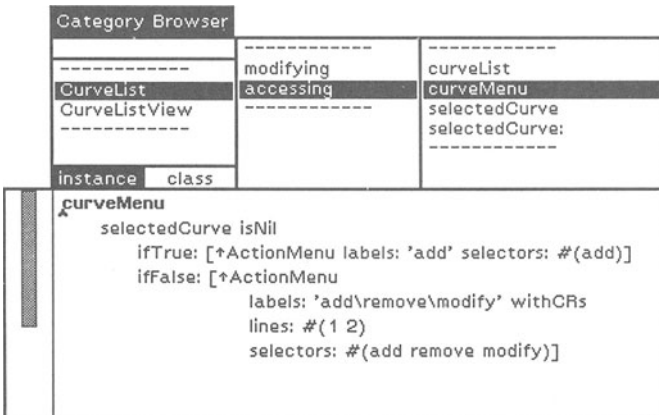 Category Browser
------------
CurveList
CurveListView
------------
instance class
------------
modifying
accessing
------------
------------
curveList
curveMenu
selectedCurve
selectedCurve:
------------
curveMenu
selectedCurve isNil
ifTrue: [↑ActionMenu labels: ’add’ selectors: #(add)]
ifFalse: [↑ActionMenu
labels: ’add\remove\modify’ withCRs
lines: #(1 2)
selectors: #(add remove modify)]